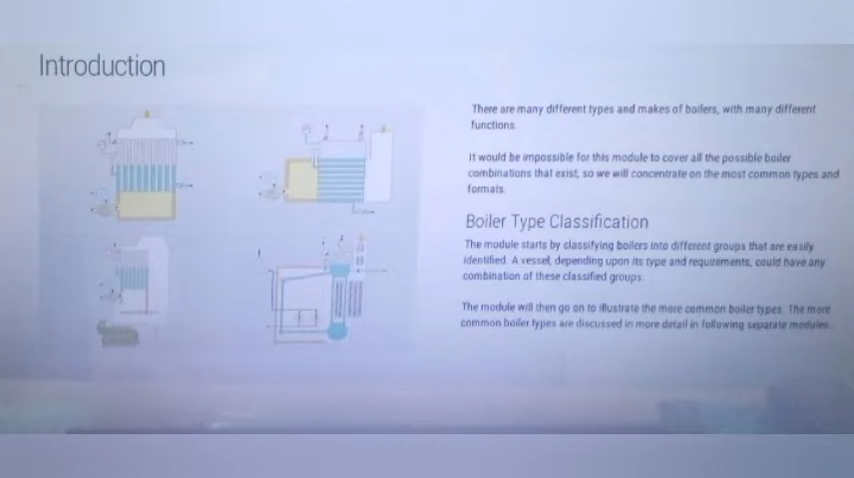 Introduction
There are many different types and makes of boilers, with many different
functions.
It would be impossible for this module to cover all the possible boiler
combinations that exist, so we will concentrate on the most common types and
formats.
Boiler Type Classification
The module starts by classifying boilers into different groups that are easily
identified. A vessel, depending upon its type and requirements, could have any
combination of these classified groups.
The module will then go on to illustrate the more common boiler types. The more
common boiler types are discussed in more detail in following separate modules.